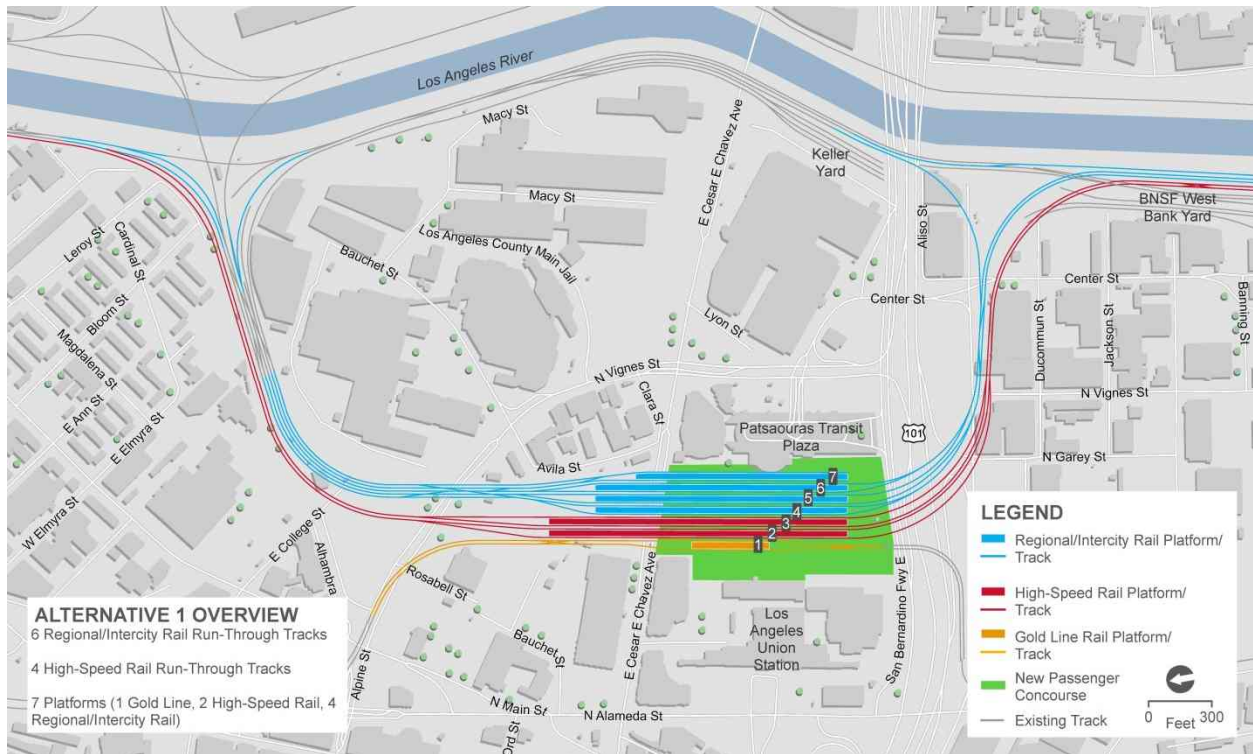 Los Angeles River
Macy St
Keller
Yard
E Cesar E Chavez Ave
Aliso St
BNSF West
Bank Yard
Macy St
Leroy St
Cardinal St
Los Angeles County Main Jail
Bauchet St
Bloom St
Center St
Center St
Banning St
Magdalena St
Lyon St
Ducommun St
Jackson St
E Ann St
N Vignes St
Clara St
N Vignes St
E Elmyra St
101
Patsaouras Transit
Plaza
Avila St
N Garey St
7
6
5
4
3
2
1
W Elmyra St
E College St
Alhambra
Rosabell St
E Cesar E Chavez Ave
San Bernardino Fwy E
Bauchet St
Los
Angeles
Union
Station
Alpine St
N Main St
Ord St
N Alameda St
ALTERNATIVE 1 OVERVIEW
6 Regional/Intercity Rail Run-Through Tracks
4 High-Speed Rail Run-Through Tracks
7 Platforms (1 Gold Line, 2 High-Speed Rail, 4
Regional/Intercity Rail)
LEGEND
Regional/Intercity Rail Platform/
Track
High-Speed Rail Platform/
Track
Gold Line Rail Platform/
Track
New Passenger
Concourse
Existing Track
0 300
Feet